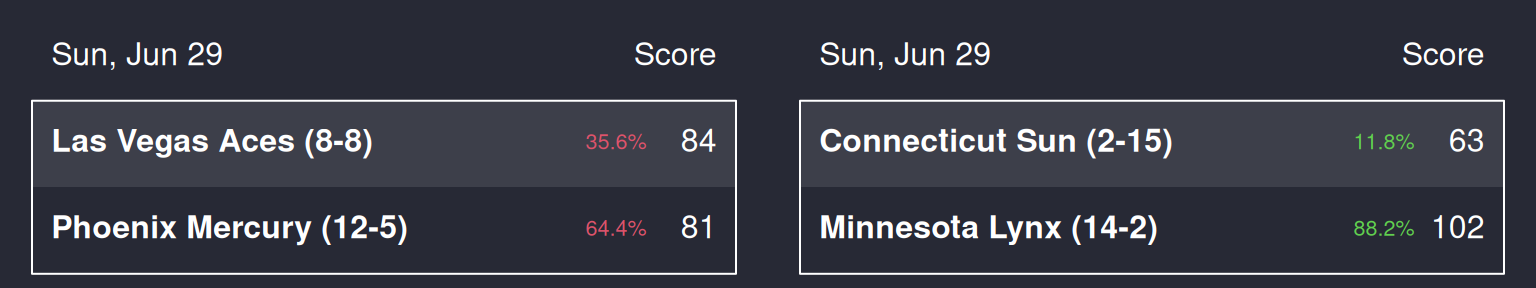 Sun, Jun 29 Score
Las Vegas Aces (8-8) 35.6% 84
Phoenix Mercury (12-5) 64.4% 81
Sun, Jun 29 Score
Connecticut Sun (2-15) 11.8% 63
Minnesota Lynx (14-2) 88.2% 102